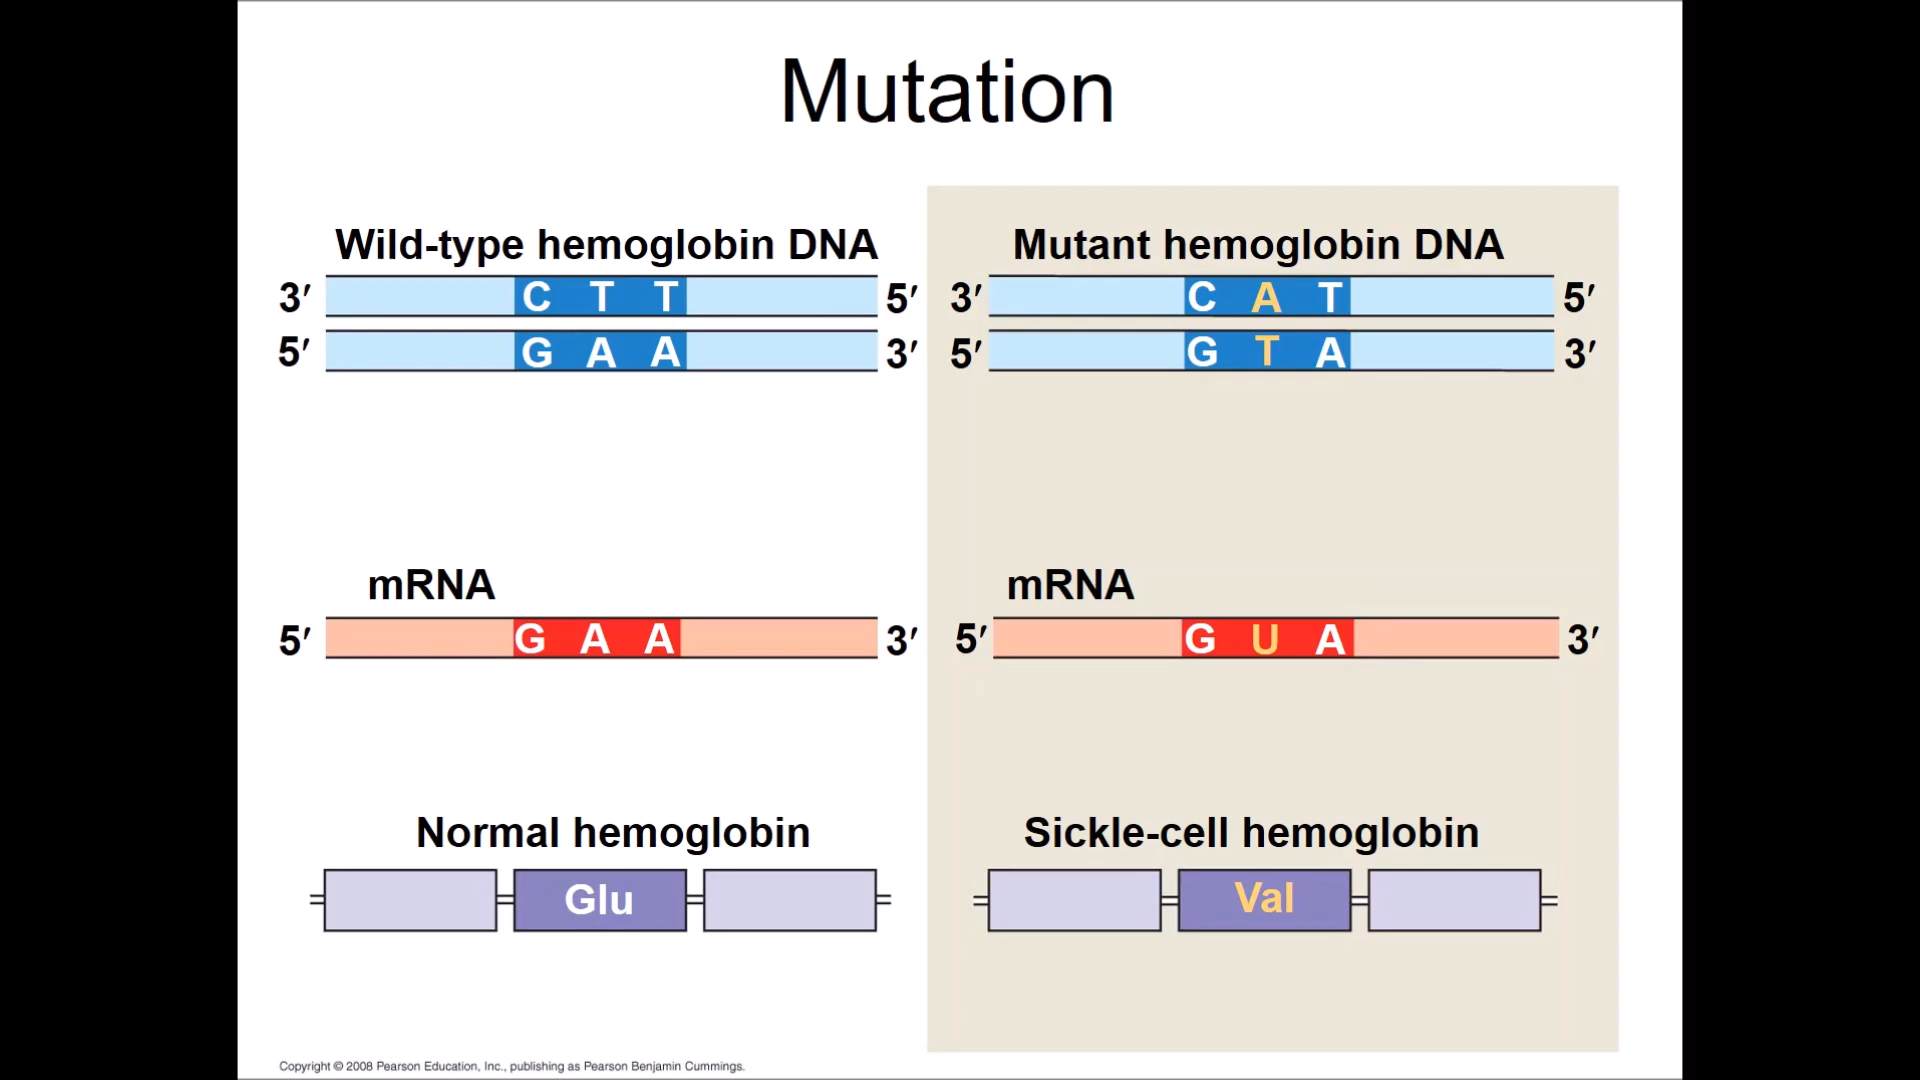 Mutation
Wild-type hemoglobin DNA
3′ C T T 5′
5′ G A A 3′
mRNA
5′ G A A 3′
Normal hemoglobin
Glu
Mutant hemoglobin DNA
3′ C A T 5′
5′ G T A 3′
mRNA
5′ G U A 3′
Sickle-cell hemoglobin
Val
Copyright © 2008 Pearson Education, Inc., publishing as Pearson Benjamin Cummings.